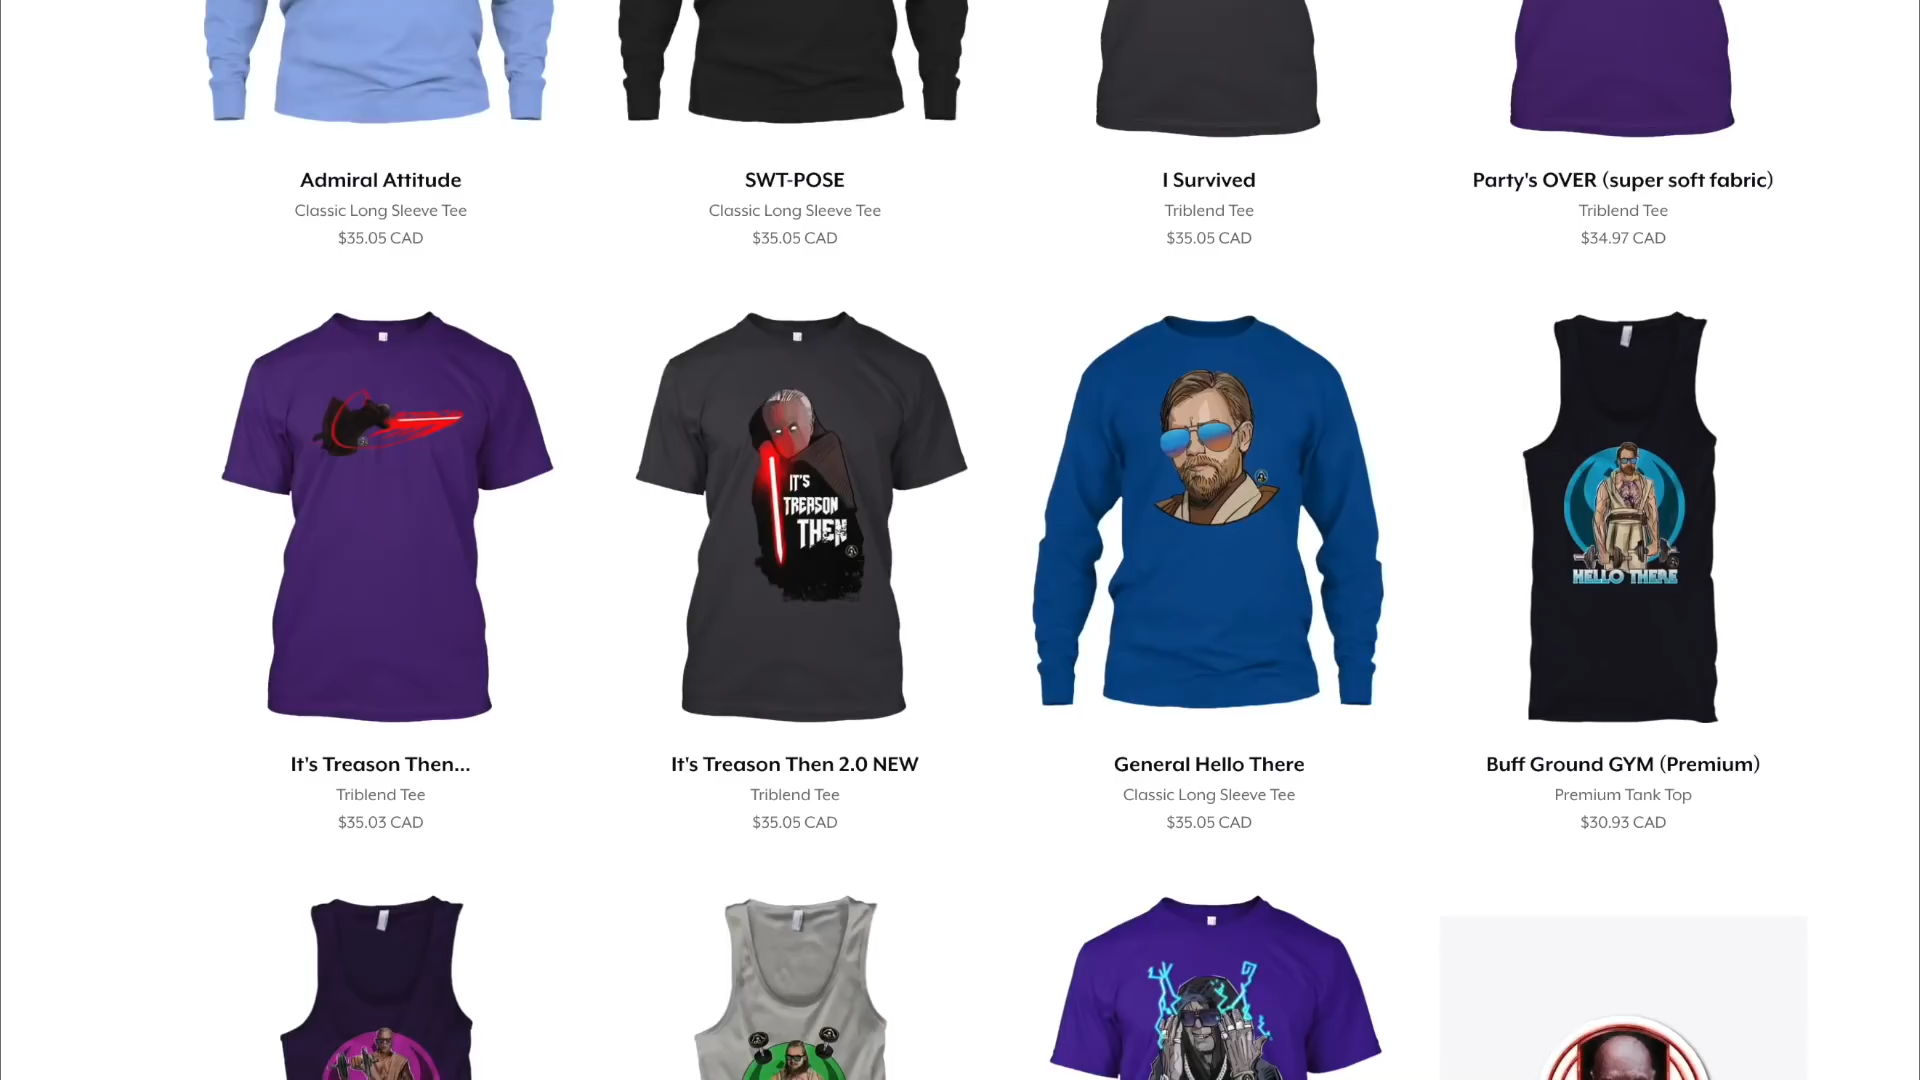 Admiral Attitude
Classic Long Sleeve Tee
$35.05 CAD
SWT-POSE
Classic Long Sleeve Tee
$35.05 CAD
I Survived
Triblend Tee
$35.05 CAD
Party's OVER (super soft fabric)
Triblend Tee
$34.97 CAD
IT'S
TREASON
THEN
HELLO THERE
It's Treason Then...
Triblend Tee
$35.03 CAD
It's Treason Then 2.0 NEW
Triblend Tee
$35.05 CAD
General Hello There
Classic Long Sleeve Tee
$35.05 CAD
Buff Ground GYM (Premium)
Premium Tank Top
$30.93 CAD